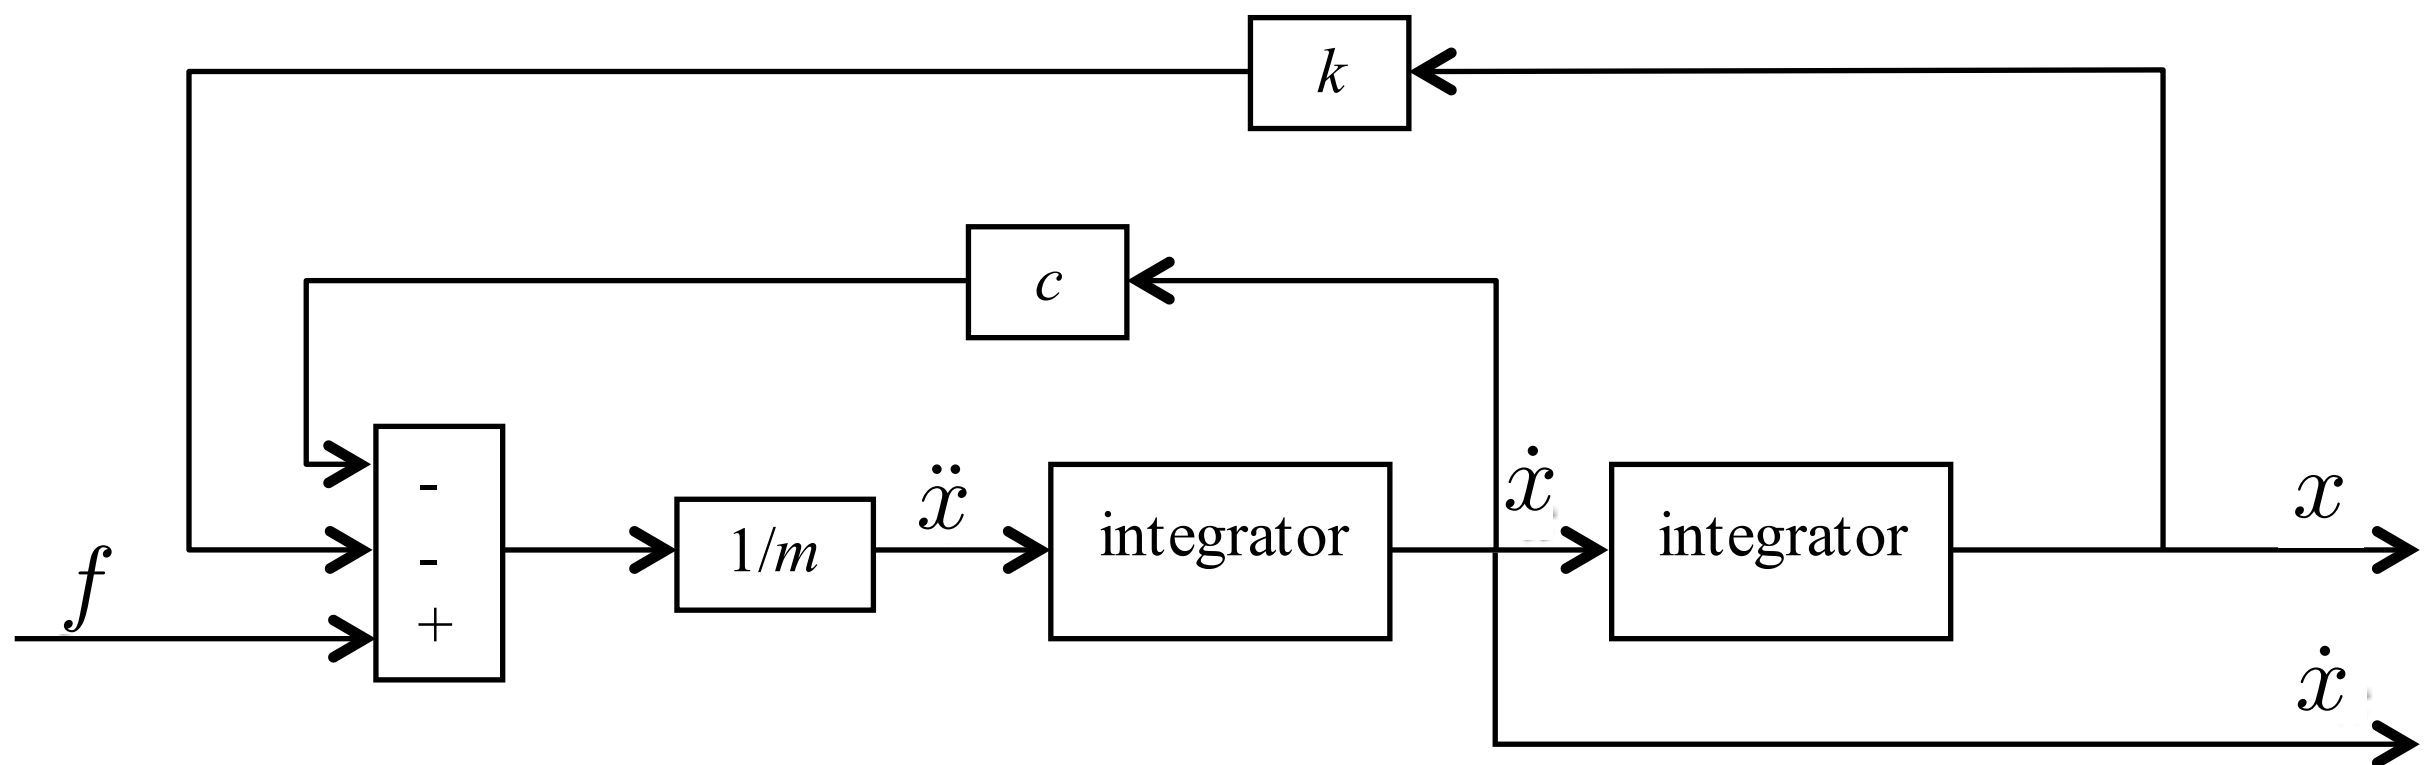 k
c
ẋ
ẍ
x
integrator
integrator
-
-
+
1/m
f
ẋ